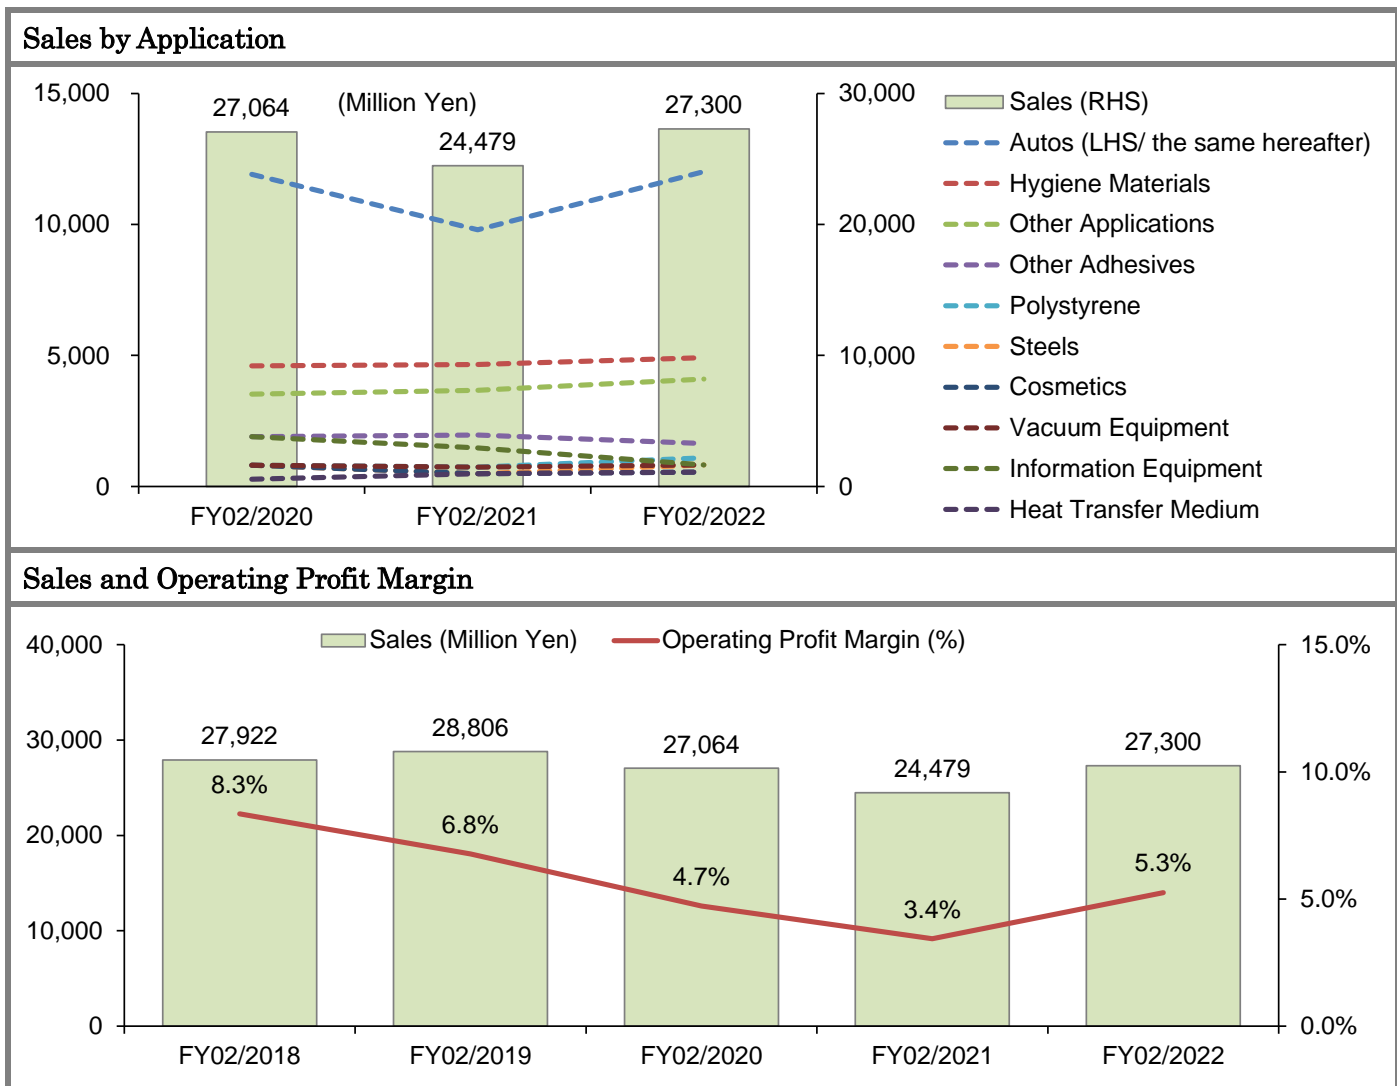 Sales by Application
15,000
10,000
5,000
0
(Million Yen)
27,064
24,479
27,300
30,000
20,000
10,000
0
FY02/2020
FY02/2021
FY02/2022
Sales (RHS)
Autos (LHS/ the same hereafter)
Hygiene Materials
Other Applications
Other Adhesives
Polystyrene
Steels
Cosmetics
Vacuum Equipment
Information Equipment
Heat Transfer Medium
Sales and Operating Profit Margin
Sales (Million Yen)
Operating Profit Margin (%)
40,000
30,000
20,000
10,000
0
27,922
28,806
27,064
24,479
27,300
8.3%
6.8%
4.7%
3.4%
5.3%
15.0%
10.0%
5.0%
0.0%
FY02/2018
FY02/2019
FY02/2020
FY02/2021
FY02/2022